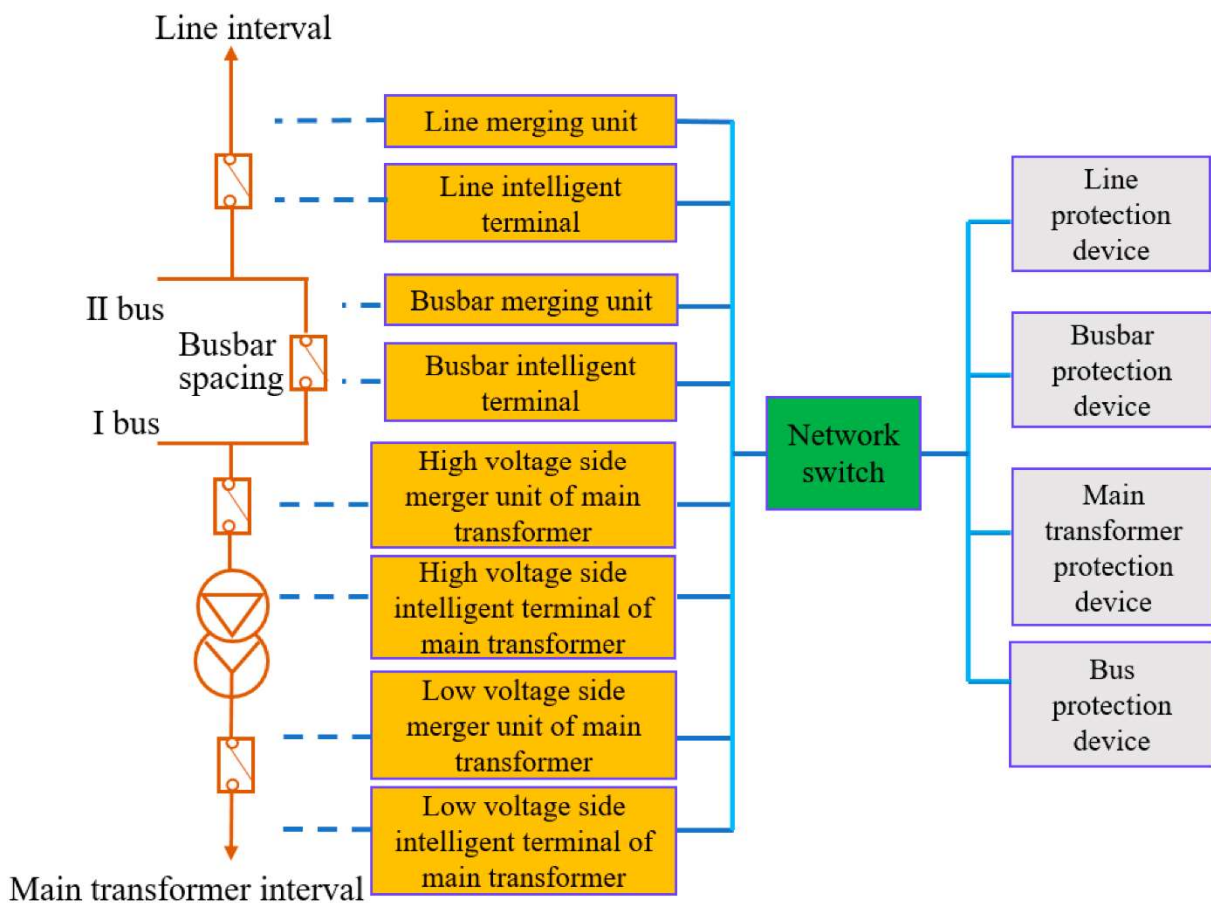 Line interval
II bus
Busbar
spacing
I bus
Main transformer interval
Line merging unit
Line intelligent
terminal
Busbar merging unit
Busbar intelligent
terminal
High voltage side
merger unit of main
transformer
High voltage side
intelligent terminal of
main transformer
Low voltage side
merger unit of main
transformer
Low voltage side
intelligent terminal of
main transformer
Network
switch
Line
protection
device
Busbar
protection
device
Main
transformer
protection
device
Bus
protection
device